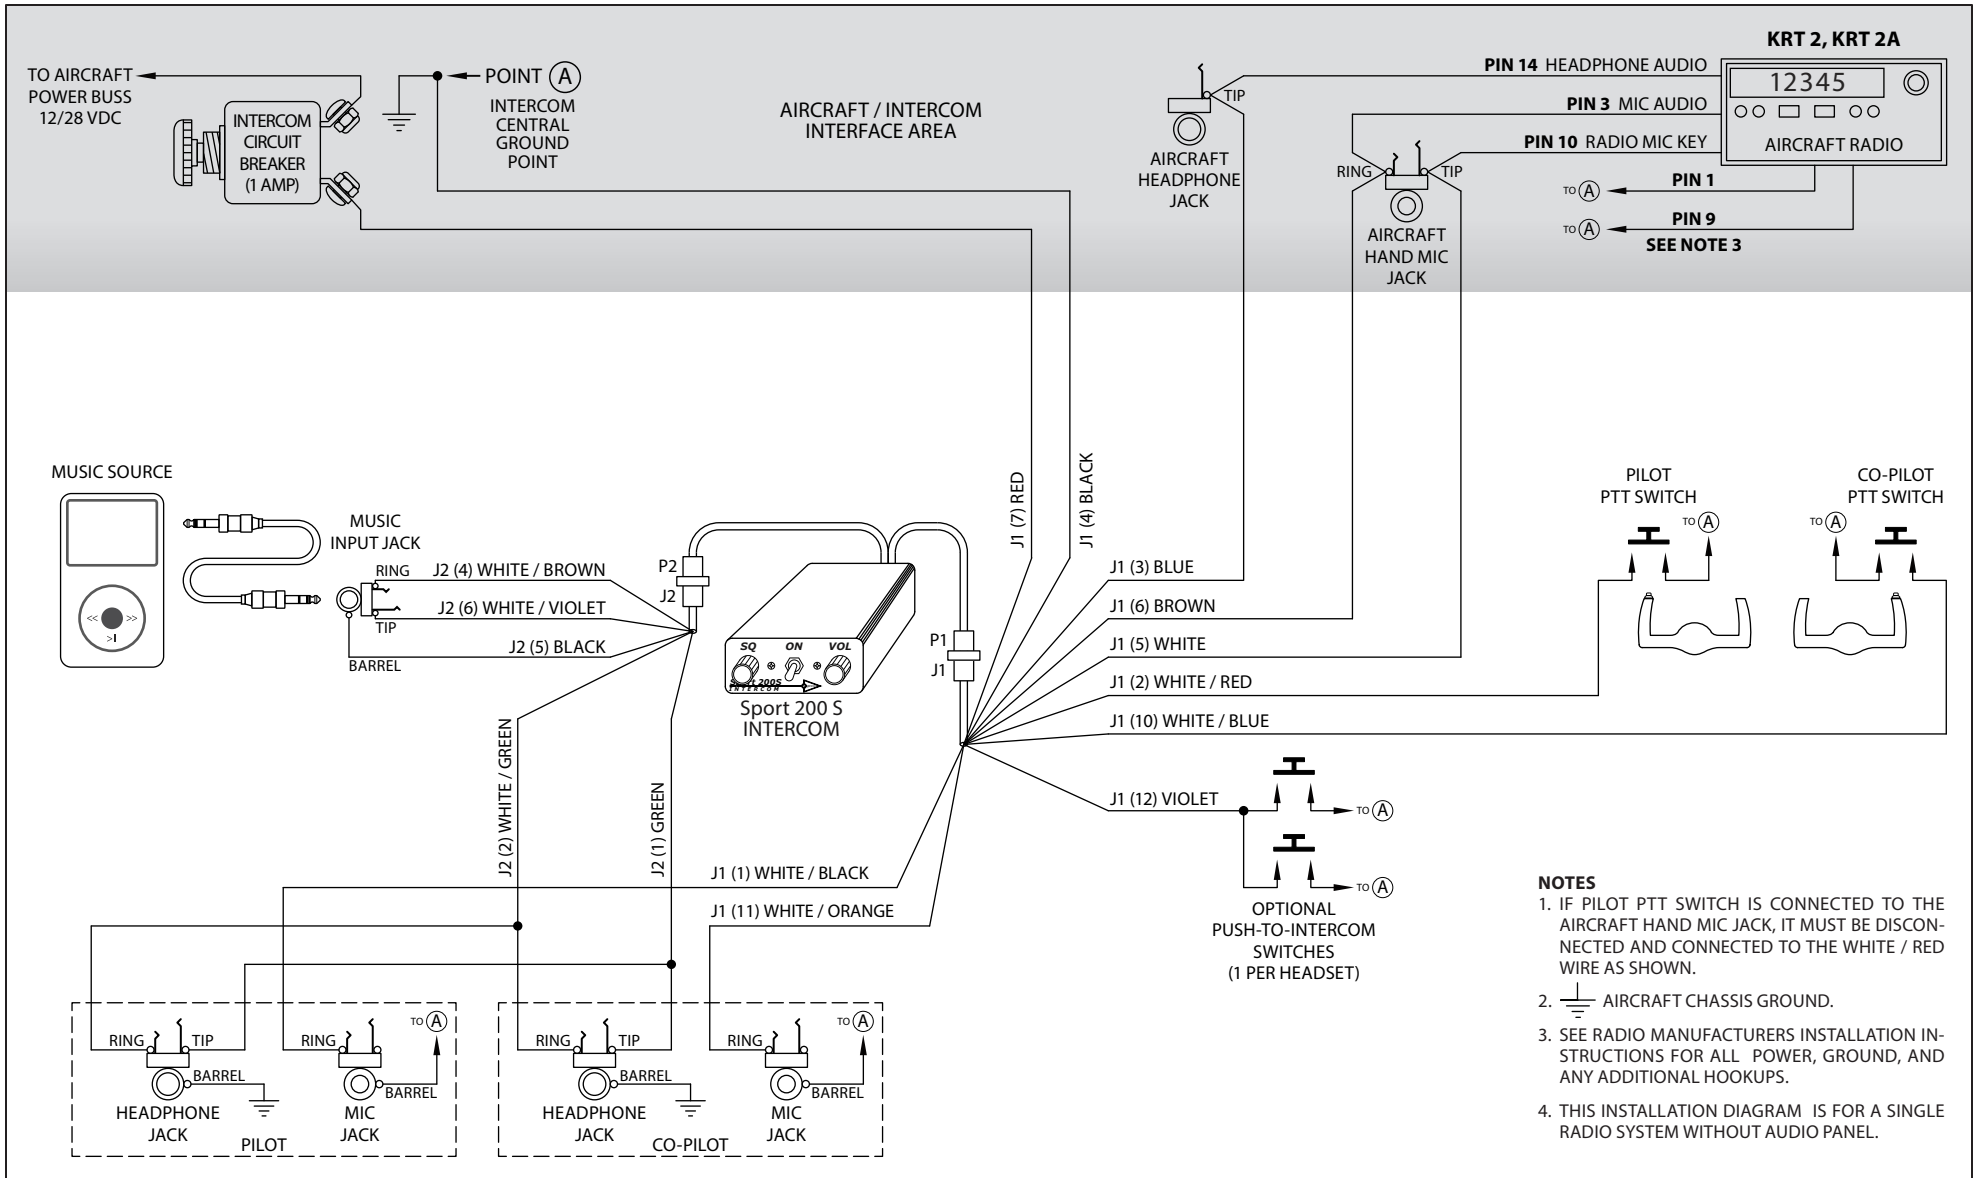 TO AIRCRAFT
POWER BUSS
12/28 VDC
INTERCOM
CIRCUIT
BREAKER
(1 AMP)
POINT A
INTERCOM
CENTRAL
GROUND
POINT
AIRCRAFT / INTERCOM
INTERFACE AREA
TIP
AIRCRAFT
HEADPHONE
JACK
RING
TIP
AIRCRAFT
HAND MIC
JACK
KRT 2, KRT 2A
PIN 14 HEADPHONE AUDIO
PIN 3 MIC AUDIO
PIN 10 RADIO MIC KEY
12345
AIRCRAFT RADIO
TO A PIN 1
TO A PIN 9
SEE NOTE 3
MUSIC SOURCE
<< >>
>II
MUSIC
INPUT JACK
RING
TIP
BARREL
J2 (4) WHITE / BROWN
J2 (6) WHITE / VIOLET
J2 (5) BLACK
P2
J2
SQ ON VOL
Sport 200S
INTERCOM
Sport 200 S
INTERCOM
P1
J1
J1 (7) RED
J1 (4) BLACK
J1 (3) BLUE
J1 (6) BROWN
J1 (5) WHITE
J1 (2) WHITE / RED
J1 (10) WHITE / BLUE
J1 (12) VIOLET
PILOT
PTT SWITCH
TO A
CO-PILOT
PTT SWITCH
TO A
TO A
TO A
OPTIONAL
PUSH-TO-INTERCOM
SWITCHES
(1 PER HEADSET)
J2 (2) WHITE / GREEN
J2 (1) GREEN
J1 (1) WHITE / BLACK
J1 (11) WHITE / ORANGE
RING
TIP
BARREL
HEADPHONE
JACK
RING
TO A
BARREL
MIC
JACK
PILOT
RING
TIP
BARREL
HEADPHONE
JACK
RING
TO A
BARREL
MIC
JACK
CO-PILOT
NOTES
1. IF PILOT PTT SWITCH IS CONNECTED TO THE
AIRCRAFT HAND MIC JACK, IT MUST BE DISCON-
NECTED AND CONNECTED TO THE WHITE / RED
WIRE AS SHOWN.
2. AIRCRAFT CHASSIS GROUND.
3. SEE RADIO MANUFACTURERS INSTALLATION IN-
STRUCTIONS FOR ALL POWER, GROUND, AND
ANY ADDITIONAL HOOKUPS.
4. THIS INSTALLATION DIAGRAM IS FOR A SINGLE
RADIO SYSTEM WITHOUT AUDIO PANEL.